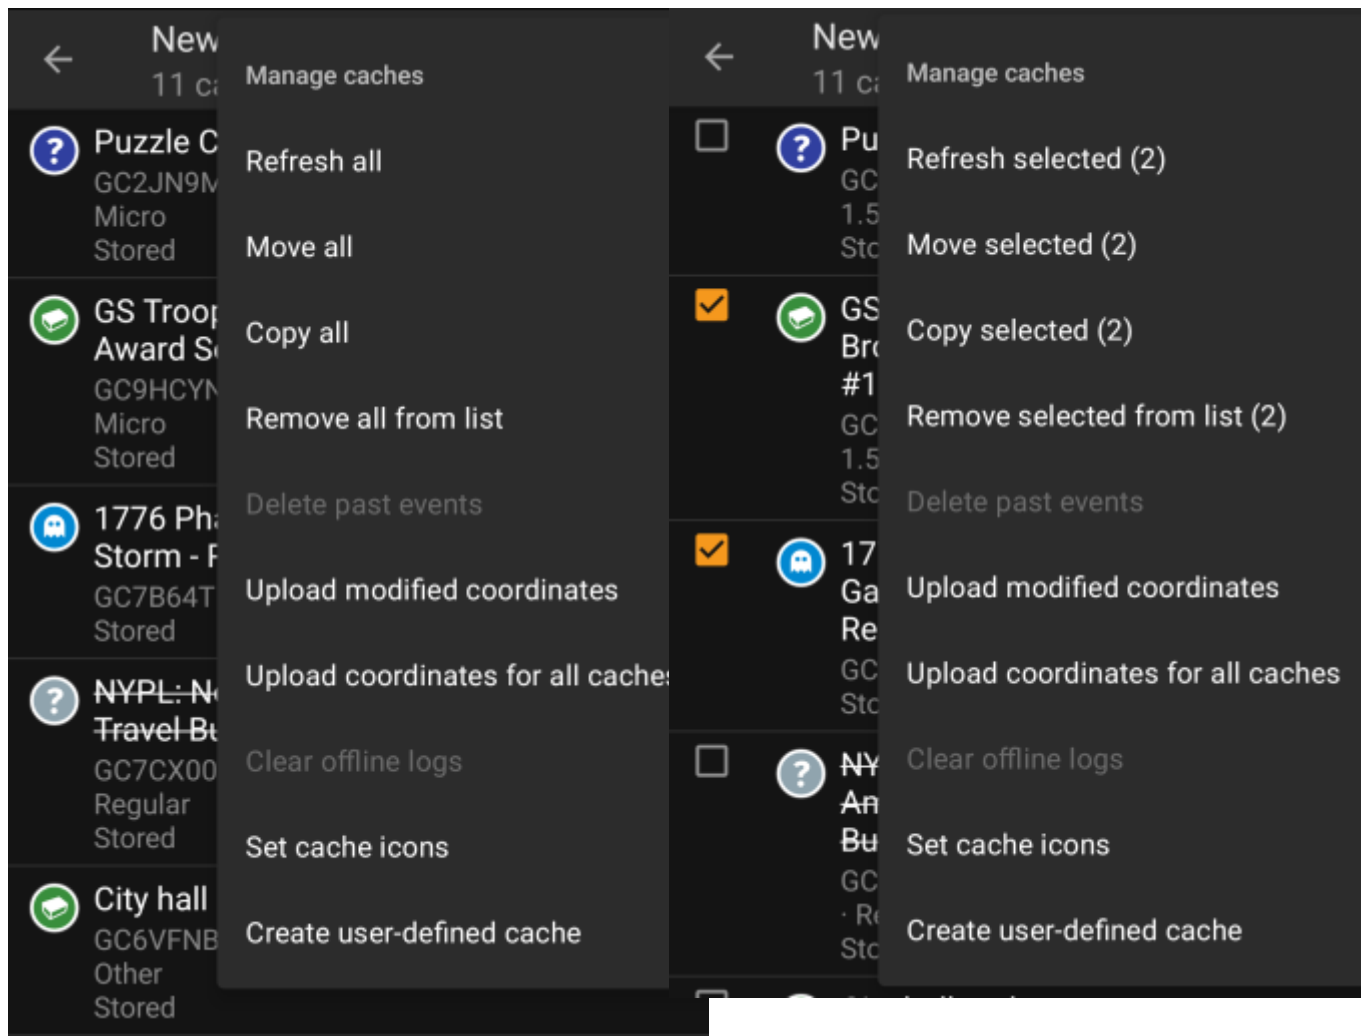 New
11 ca
Puzzle C
GC2JN9M
Micro
Stored
GS Troop
Award Se
GC9HCYN
Micro
Stored
1776 Pha
Storm - F
GC7B64T
Stored
NYPL: Ne
Travel Bu
GC7CX00
Regular
Stored
City hall
GC6VFNB
Other
Stored
Manage caches
Refresh all
Move all
Copy all
Remove all from list
Delete past events
Upload modified coordinates
Upload coordinates for all caches
Clear offline logs
Set cache icons
Create user-defined cache
New
11 ca
Pu
GC
1.5
Sto
GS
Bro
#1
GC
1.5
Sto
17
Ga
Re
GC
Sto
NY
Am
Bu
GC
· Re
Sto
Manage caches
Refresh selected (2)
Move selected (2)
Copy selected (2)
Remove selected from list (2)
Delete past events
Upload modified coordinates
Upload coordinates for all caches
Clear offline logs
Set cache icons
Create user-defined cache